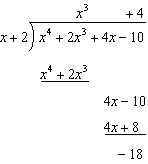 x³ + 4
x + 2 ) x⁴ + 2x³ + 4x − 10
x⁴ + 2x³
4x − 10
4x + 8
− 18